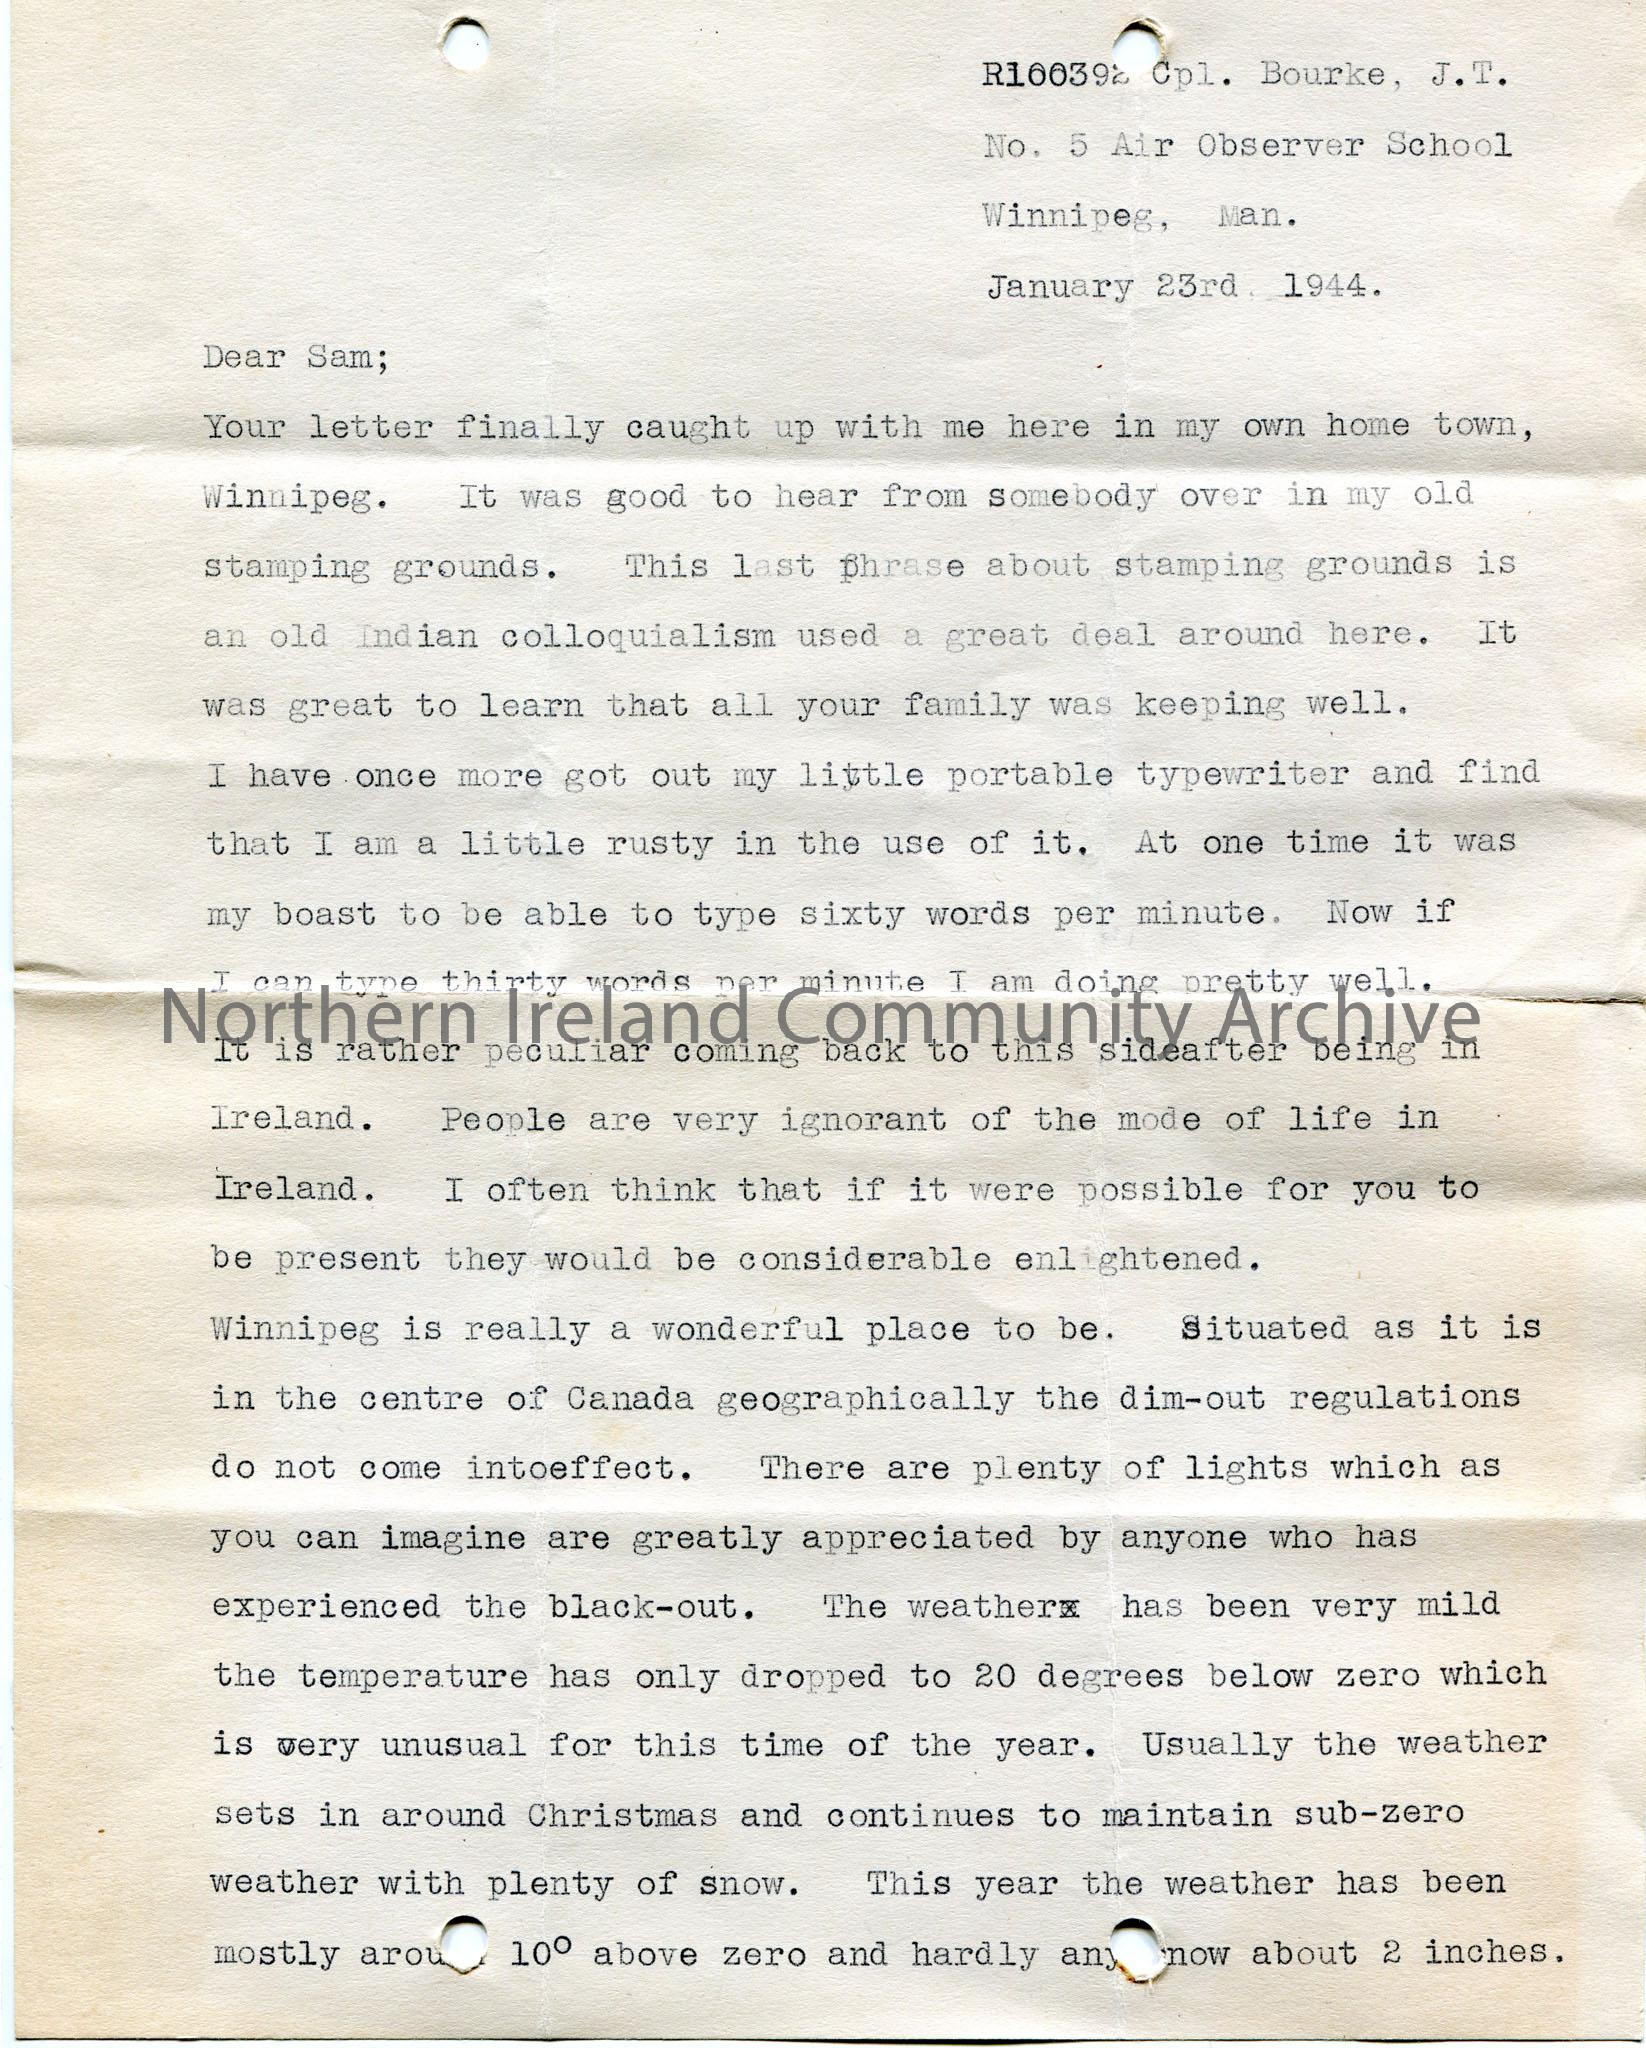 R100392 Cpl. Bourke, J.T.
No. 5 Air Observer School
Winnipeg, Man.
January 23rd. 1944.
Dear Sam;
Your letter finally caught up with me here in my own home town,
Winnipeg. It was good to hear from somebody over in my old
stamping grounds. This last phrase about stamping grounds is
an old Indian colloquialism used a great deal around here. It
was great to learn that all your family was keeping well.
I have once more got out my little portable typewriter and find
that I am a little rusty in the use of it. At one time it was
my boast to be able to type sixty words per minute. Now if
I can type thirty words per minute I am doing pretty well.
Northern Ireland Community Archive
It is rather peculiar coming back to this sideafter being in
Ireland. People are very ignorant of the mode of life in
Ireland. I often think that if it were possible for you to
be present they would be considerable enlightened.
Winnipeg is really a wonderful place to be. Situated as it is
in the centre of Canada geographically the dim-out regulations
do not come intoeffect. There are plenty of lights which as
you can imagine are greatly appreciated by anyone who has
experienced the black-out. The weatherx has been very mild
the temperature has only dropped to 20 degrees below zero which
is very unusual for this time of the year. Usually the weather
sets in around Christmas and continues to maintain sub-zero
weather with plenty of snow. This year the weather has been
mostly arou 10° above zero and hardly any now about 2 inches.